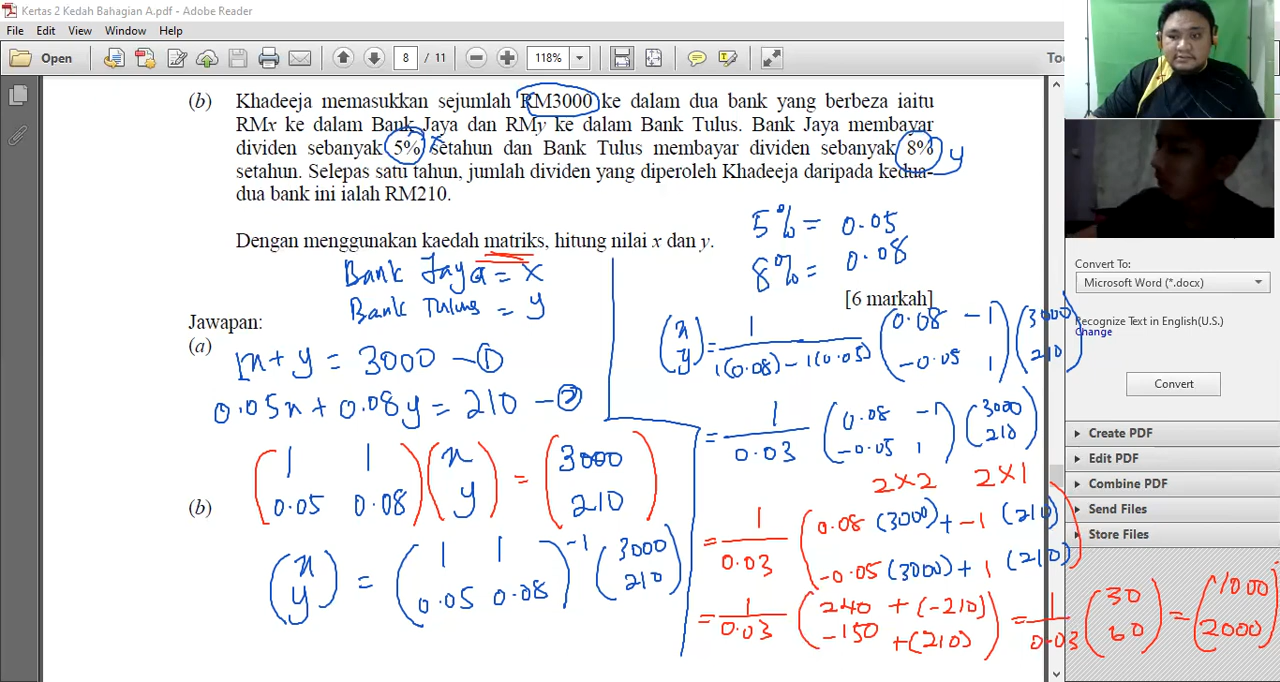 Kertas 2 Kedah Bahagian A.pdf - Adobe Reader
File Edit View Window Help
Open 8 / 11 118%
(b) Khadeeja memasukkan sejumlah RM3000 ke dalam dua bank yang berbeza iaitu
RMx ke dalam Bank Jaya dan RMy ke dalam Bank Tulus. Bank Jaya membayar
dividen sebanyak 5% x setahun dan Bank Tulus membayar dividen sebanyak 8% y
setahun. Selepas satu tahun, jumlah dividen yang diperoleh Khadeeja daripada kedua-
dua bank ini ialah RM210.
5% = 0.05
Dengan menggunakan kaedah matriks, hitung nilai x dan y.
8% = 0.08
Bank Jaya = x
Bank Tulus = y
[6 markah]
Jawapan:
(a)
x + y = 3000 — ①
0.05x + 0.08y = 210 — ②
(1 1) (x) = (3000)
(0.05 0.08) (y) (210)
(b)
(x) = (1 1)⁻¹ (3000)
(y) (0.05 0.08) (210)
(x) = 1 (0.08 -1) (3000)
(y) 1(0.08) - 1(0.05) (-0.05 1) (210)
= 1 (0.08 -1) (3000)
0.03 (-0.05 1) (210)
2×2 2×1
= 1 (0.08 (3000) + -1 (210))
0.03 (-0.05 (3000) + 1 (210))
= 1 (240 + (-210)) = 1 (30) = (1000)
0.03 (-150 + (210)) 0.03 (60) (2000)
Convert To:
Microsoft Word (*.docx)
Recognize Text in English(U.S.)
Change
Convert
Create PDF
Edit PDF
Combine PDF
Send Files
Store Files